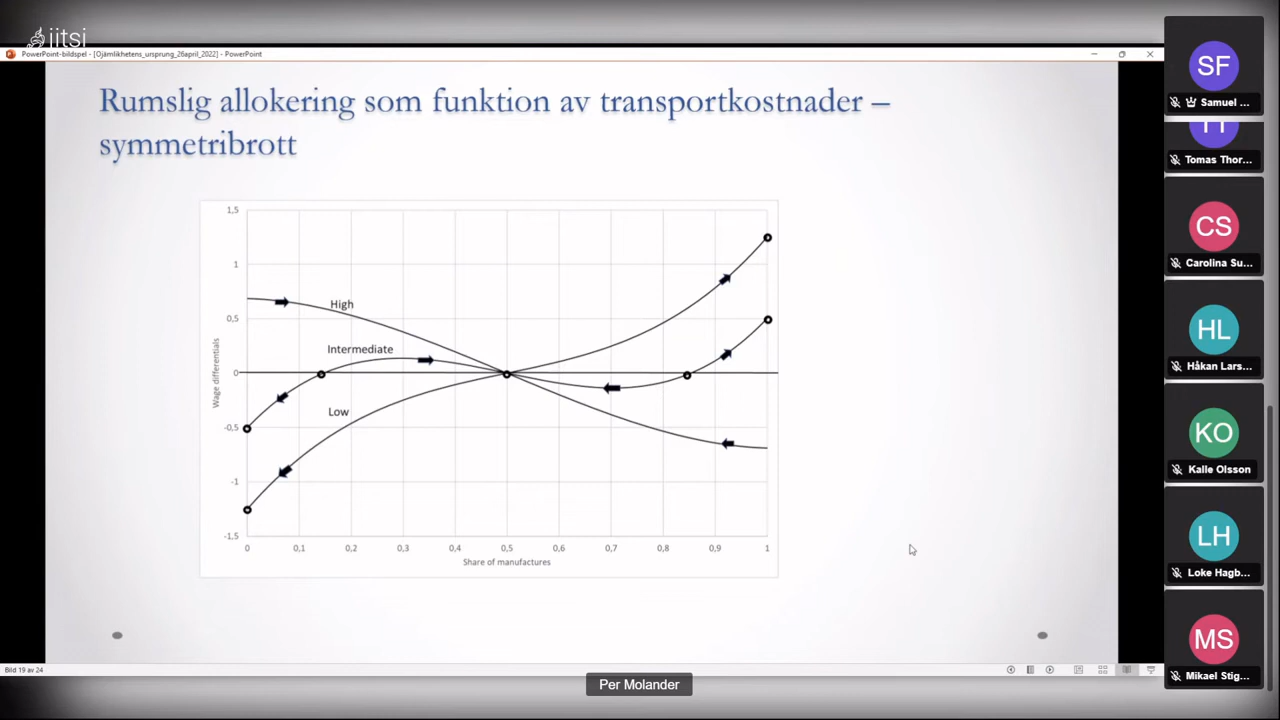 iitsi
PowerPoint-bildspel - [Ojämlikhetens_ursprung_26april_2022] - PowerPoint
Rumslig allokering som funktion av transportkostnader –
symmetribrott
1,5
1
0,5
0
-0,5
-1
-1,5
Wage differentials
High
Intermediate
Low
0 0,1 0,2 0,3 0,4 0,5 0,6 0,7 0,8 0,9 1
Share of manufactures
Bild 19 av 24
Per Molander
SF
Samuel ...
Tomas Thor...
CS
Carolina Su...
HL
Håkan Lars...
KO
Kalle Olsson
LH
Loke Hagb...
MS
Mikael Stig...